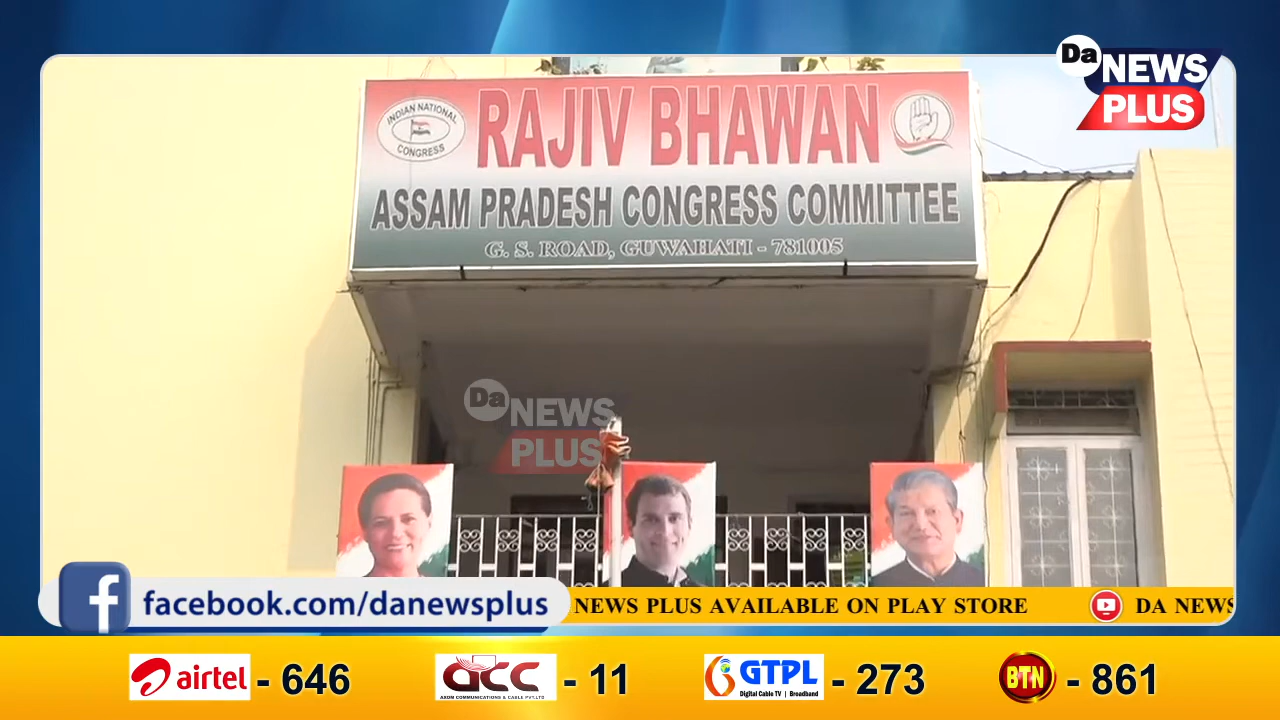 Da NEWS
PLUS
INDIAN NATIONAL
CONGRESS
RAJIV BHAWAN
ASSAM PRADESH CONGRESS COMMITTEE
G. S. ROAD, GUWAHATI - 781005
Da NEWS
PLUS
facebook.com/danewsplus
NEWS PLUS AVAILABLE ON PLAY STORE
DA NEWS
airtel - 646
ACC - 11
AXOM COMMUNICATIONS & CABLE PVT.LTD
GTPL - 273
Digital Cable TV | Broadband
BTN - 861